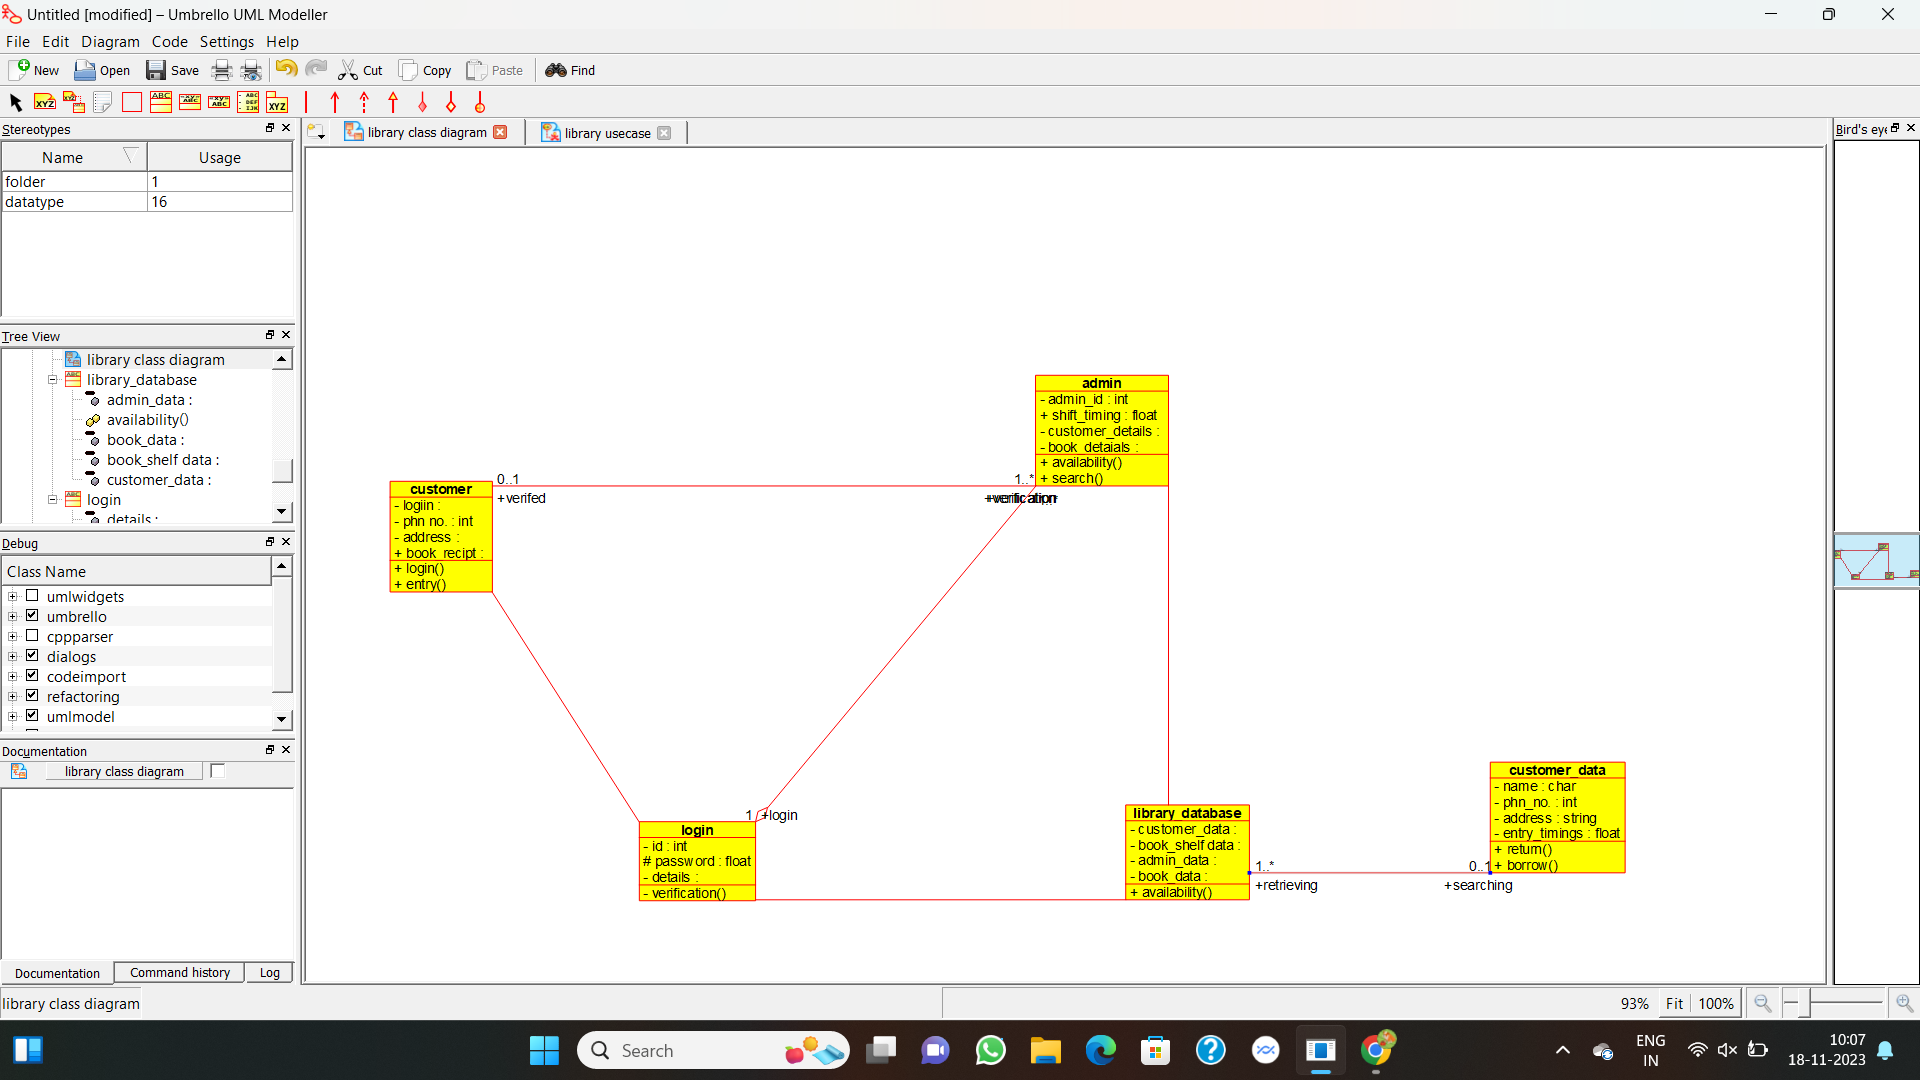 Untitled [modified] – Umbrello UML Modeller
File Edit Diagram Code Settings Help
New Open Save Cut Copy Paste Find
library class diagram library usecase
Stereotypes
Name Usage
folder 1
datatype 16
Tree View
library class diagram
library_database
admin_data :
availability()
book_data :
book_shelf data :
customer_data :
login
details :
Debug
Class Name
umlwidgets
umbrello
cppparser
dialogs
codeimport
refactoring
umlmodel
Documentation
library class diagram
Documentation Command history Log
library class diagram
admin
- admin_id : int
+ shift_timing : float
- customer_details :
- book_detaials :
+ availability()
+ search()
0..1
1..*
+verifed
+verification
customer
- logiin :
- phn no. : int
- address :
+ book_recipt :
+ login()
+ entry()
1
+login
login
- id : int
# password : float
- details :
- verification()
library_database
- customer_data :
- book_shelf data :
- admin_data :
- book_data :
+ availability()
1..*
+retrieving
0..1
+searching
customer_data
- name : char
- phn_no. : int
- address : string
- entry_timings : float
+ return()
+ borrow()
Bird's eye
93% Fit 100%
Search
ENG
IN
10:07
18-11-2023